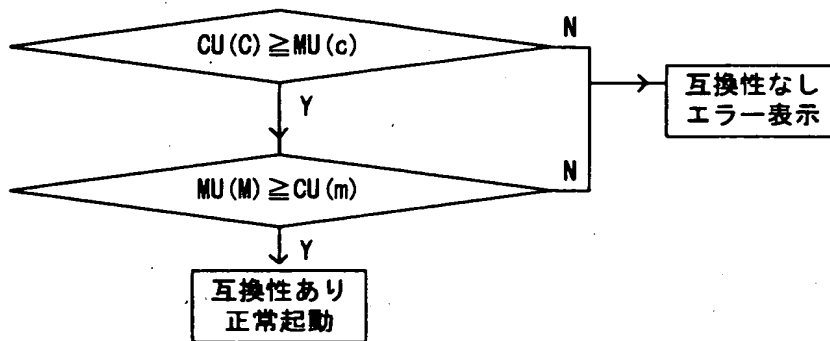 CU(C)≧MU(c)
N
Y
互換性なし
エラー表示
MU(M)≧CU(m)
N
Y
互換性あり
正常起動